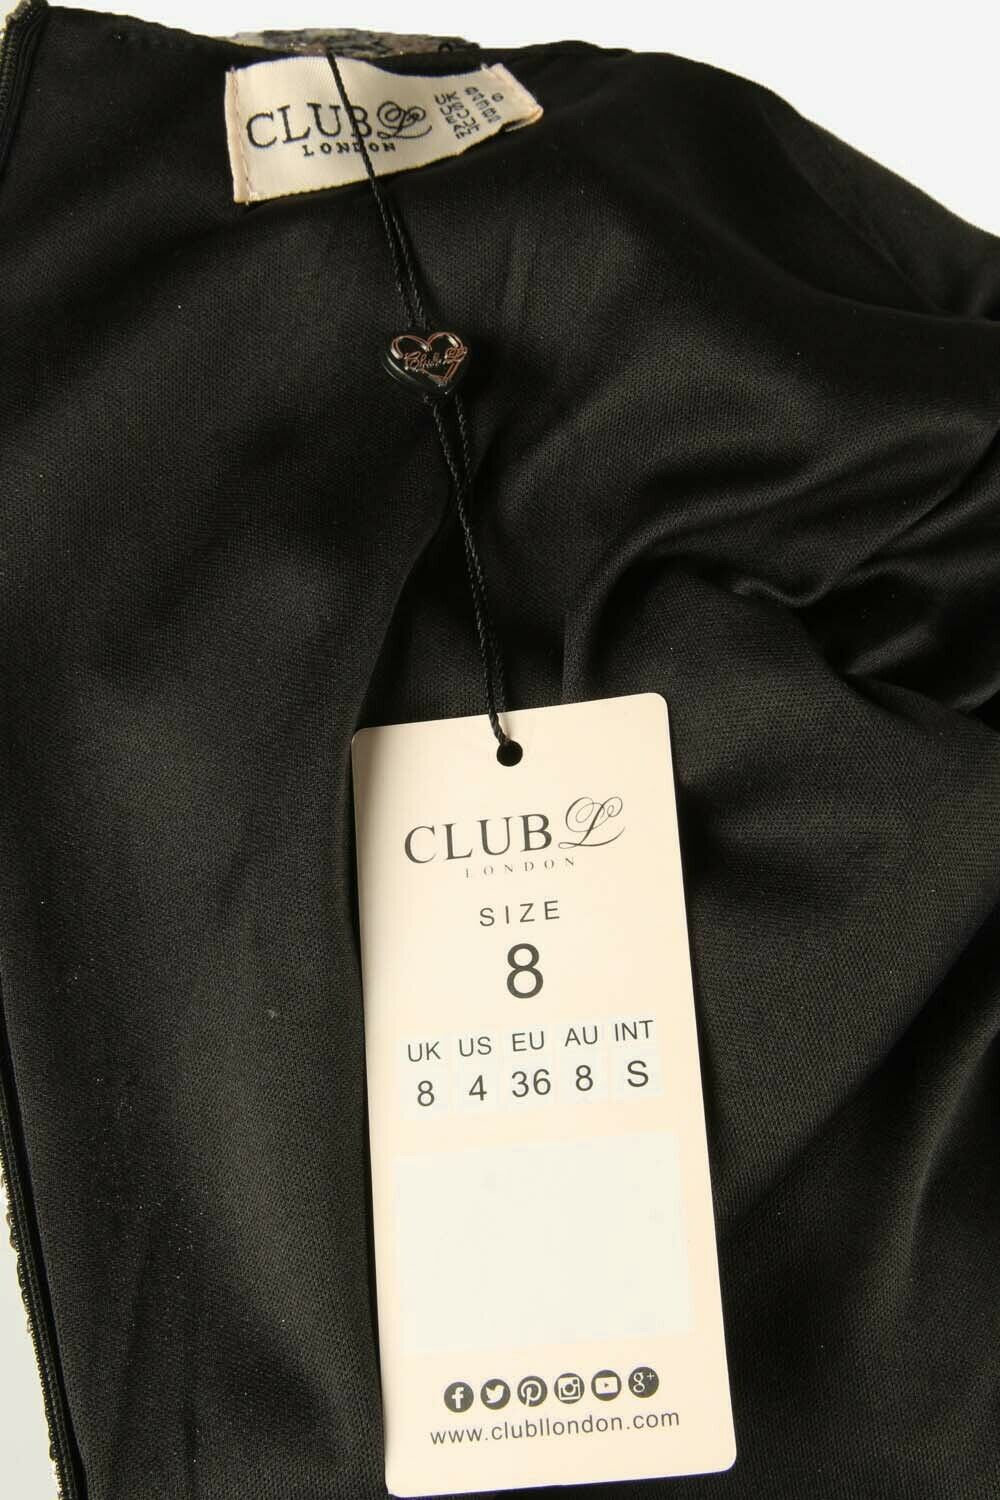 CLUB L
LONDON
CLUB L
LONDON
SIZE
8
UK US EU AU INT
8 4 36 8 S
www.clubllondon.com